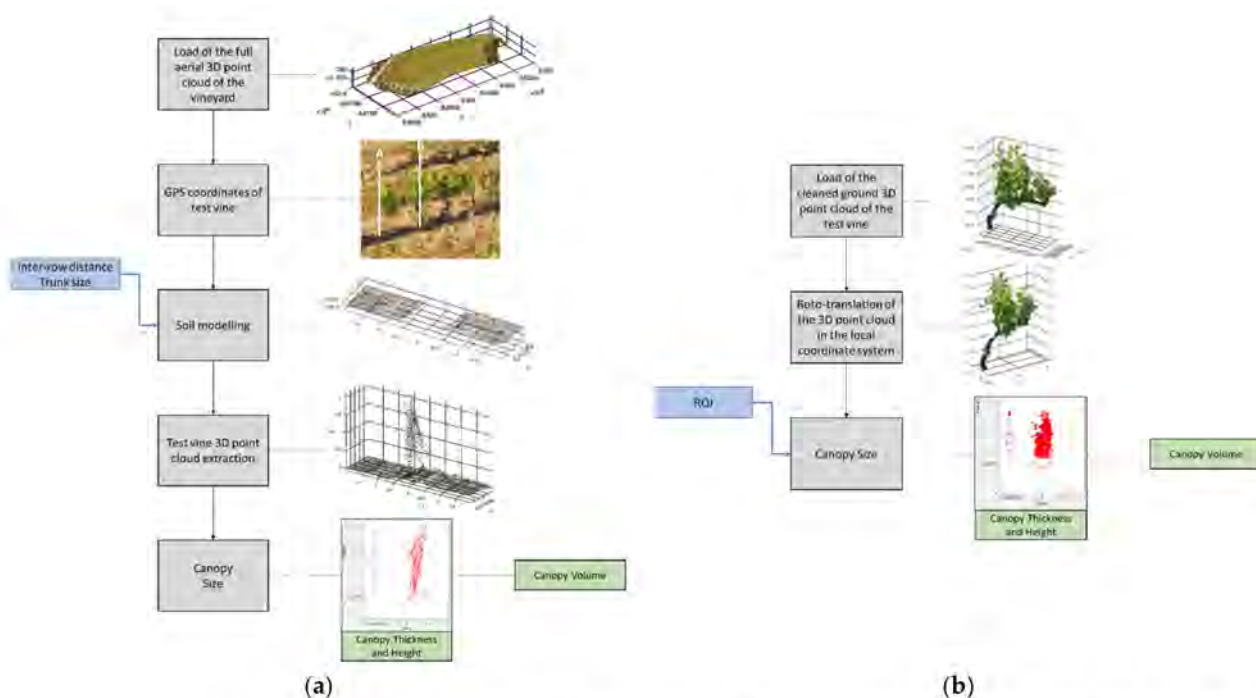 Load of the full
aerial 3D point
cloud of the
vineyard
GPS coordinates of
test vine
A
Inter-row distance
Trunk size
Soil modelling
Test vine 3D point
cloud extraction
Canopy
Size
Canopy Thickness
and Height
Canopy Volume
(a)
Load of the
cleaned ground 3D
point cloud of the
test vine
Roto-translation of
the 3D point cloud
in the local
coordinate system
ROI
Canopy Size
Canopy Thickness
and Height
Canopy Volume
(b)